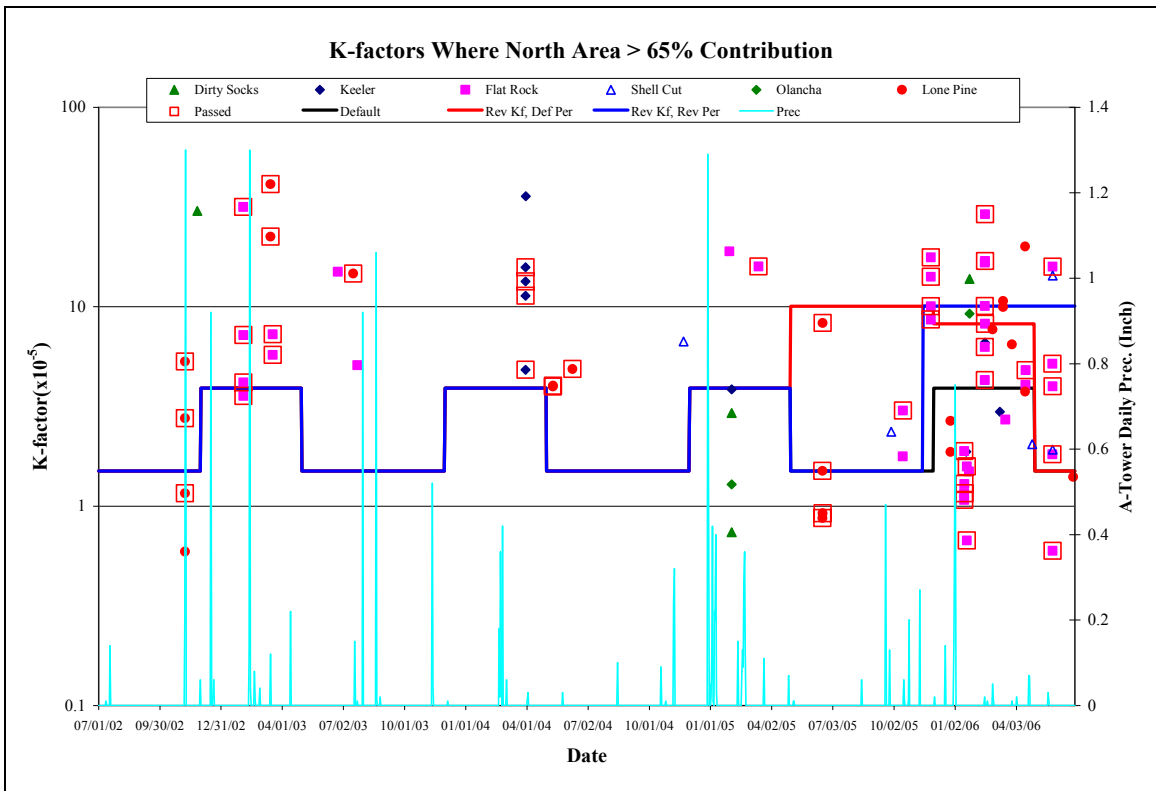 K-factors Where North Area > 65% Contribution
Dirty Socks Keeler Flat Rock Shell Cut Olancha Lone Pine
Passed Default Rev Kf, Def Per Rev Kf, Rev Per Prec
100
10
1
0.1
K-factor(x10⁻⁵)
1.4
1.2
1
0.8
0.6
0.4
0.2
0
A-Tower Daily Prec. (Inch)
07/01/02 09/30/02 12/31/02 04/01/03 07/02/03 10/01/03 01/01/04 04/01/04 07/02/04 10/01/04 01/01/05 04/02/05 07/03/05 10/02/05 01/02/06 04/03/06
Date